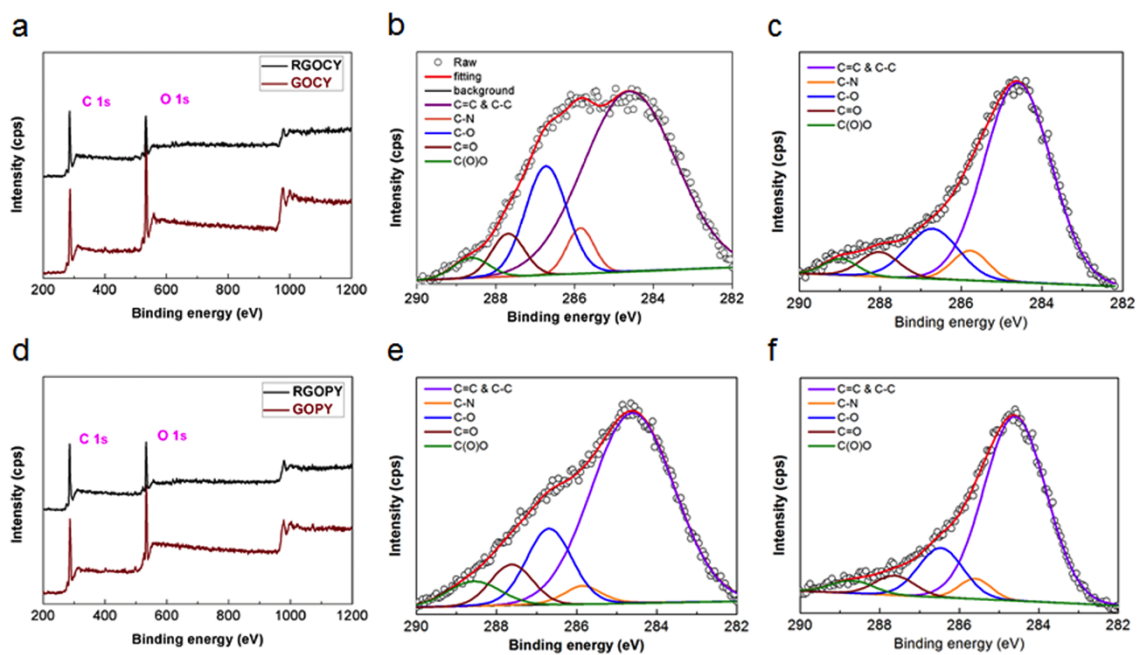 a
RGOCY
GOCY
C 1s
O 1s
Intensity (cps)
200 400 600 800 1000 1200
Binding energy (eV)
b
Raw
fitting
background
C=C & C-C
C-N
C-O
C=O
C(O)O
Intensity (cps)
290 288 286 284 282
Binding energy (eV)
c
C=C & C-C
C-N
C-O
C=O
C(O)O
Intensity (cps)
290 288 286 284 282
Binding energy (eV)
d
RGOPY
GOPY
C 1s
O 1s
Intensity (cps)
200 400 600 800 1000 1200
Binding energy (eV)
e
C=C & C-C
C-N
C-O
C=O
C(O)O
Intensity (cps)
290 288 286 284 282
Binding energy (eV)
f
C=C & C-C
C-N
C-O
C=O
C(O)O
Intensity (cps)
290 288 286 284 282
Binding energy (eV)